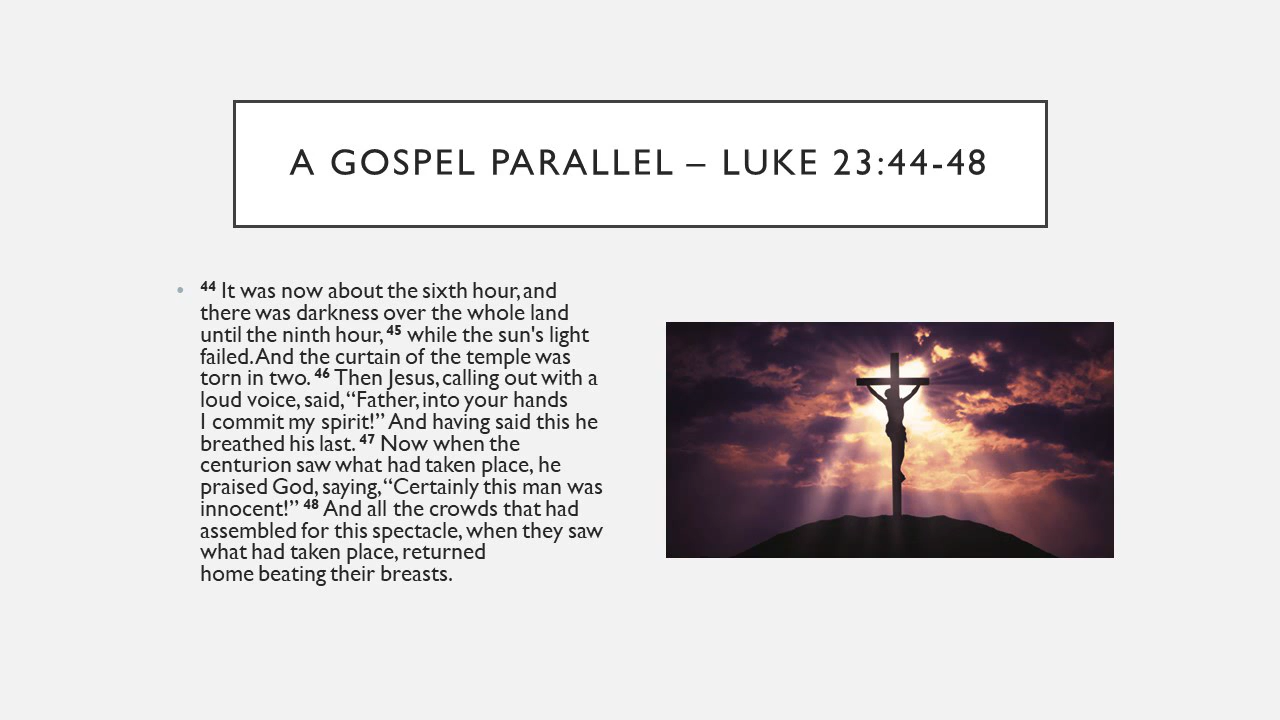 A GOSPEL PARALLEL – LUKE 23:44-48
• 44 It was now about the sixth hour, and
there was darkness over the whole land
until the ninth hour, 45 while the sun's light
failed. And the curtain of the temple was
torn in two. 46 Then Jesus, calling out with a
loud voice, said, “Father, into your hands
I commit my spirit!” And having said this he
breathed his last. 47 Now when the
centurion saw what had taken place, he
praised God, saying, “Certainly this man was
innocent!” 48 And all the crowds that had
assembled for this spectacle, when they saw
what had taken place, returned
home beating their breasts.